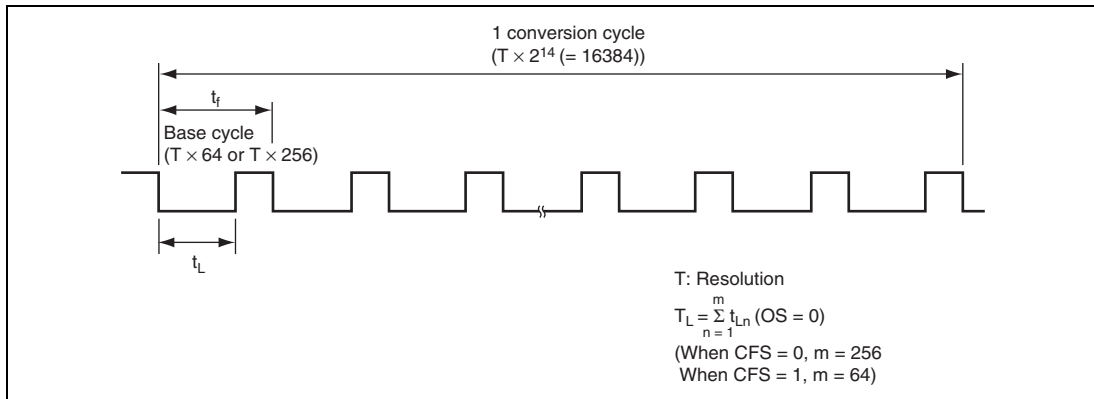 1 conversion cycle
(T × 2¹⁴ (= 16384))
t_f
Base cycle
(T × 64 or T × 256)
t_L
T: Resolution
m
T_L = Σ t_Ln (OS = 0)
n = 1
(When CFS = 0, m = 256
When CFS = 1, m = 64)